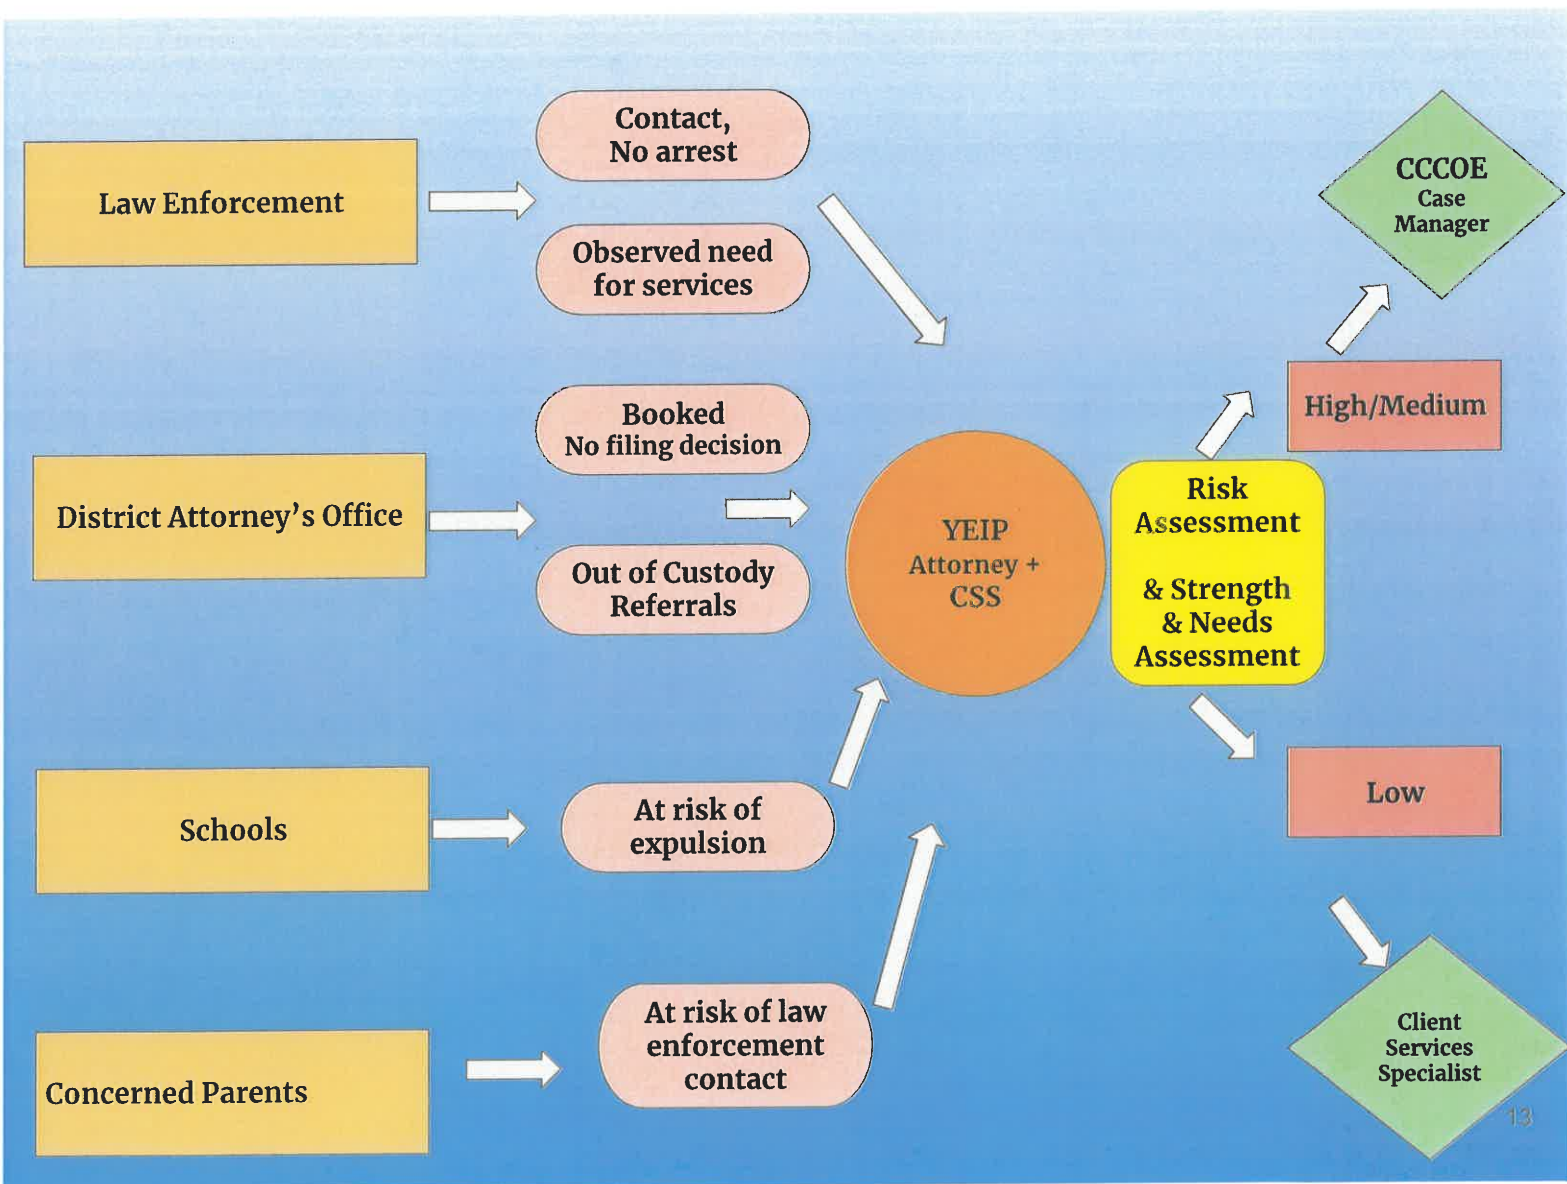 Law Enforcement
Contact,
No arrest
Observed need
for services
District Attorney's Office
Booked
No filing decision
Out of Custody
Referrals
Schools
At risk of
expulsion
Concerned Parents
At risk of law
enforcement
contact
YEIP
Attorney +
CSS
Risk
Assessment
& Strength
& Needs
Assessment
High/Medium
CCCOE
Case
Manager
Low
Client
Services
Specialist
13